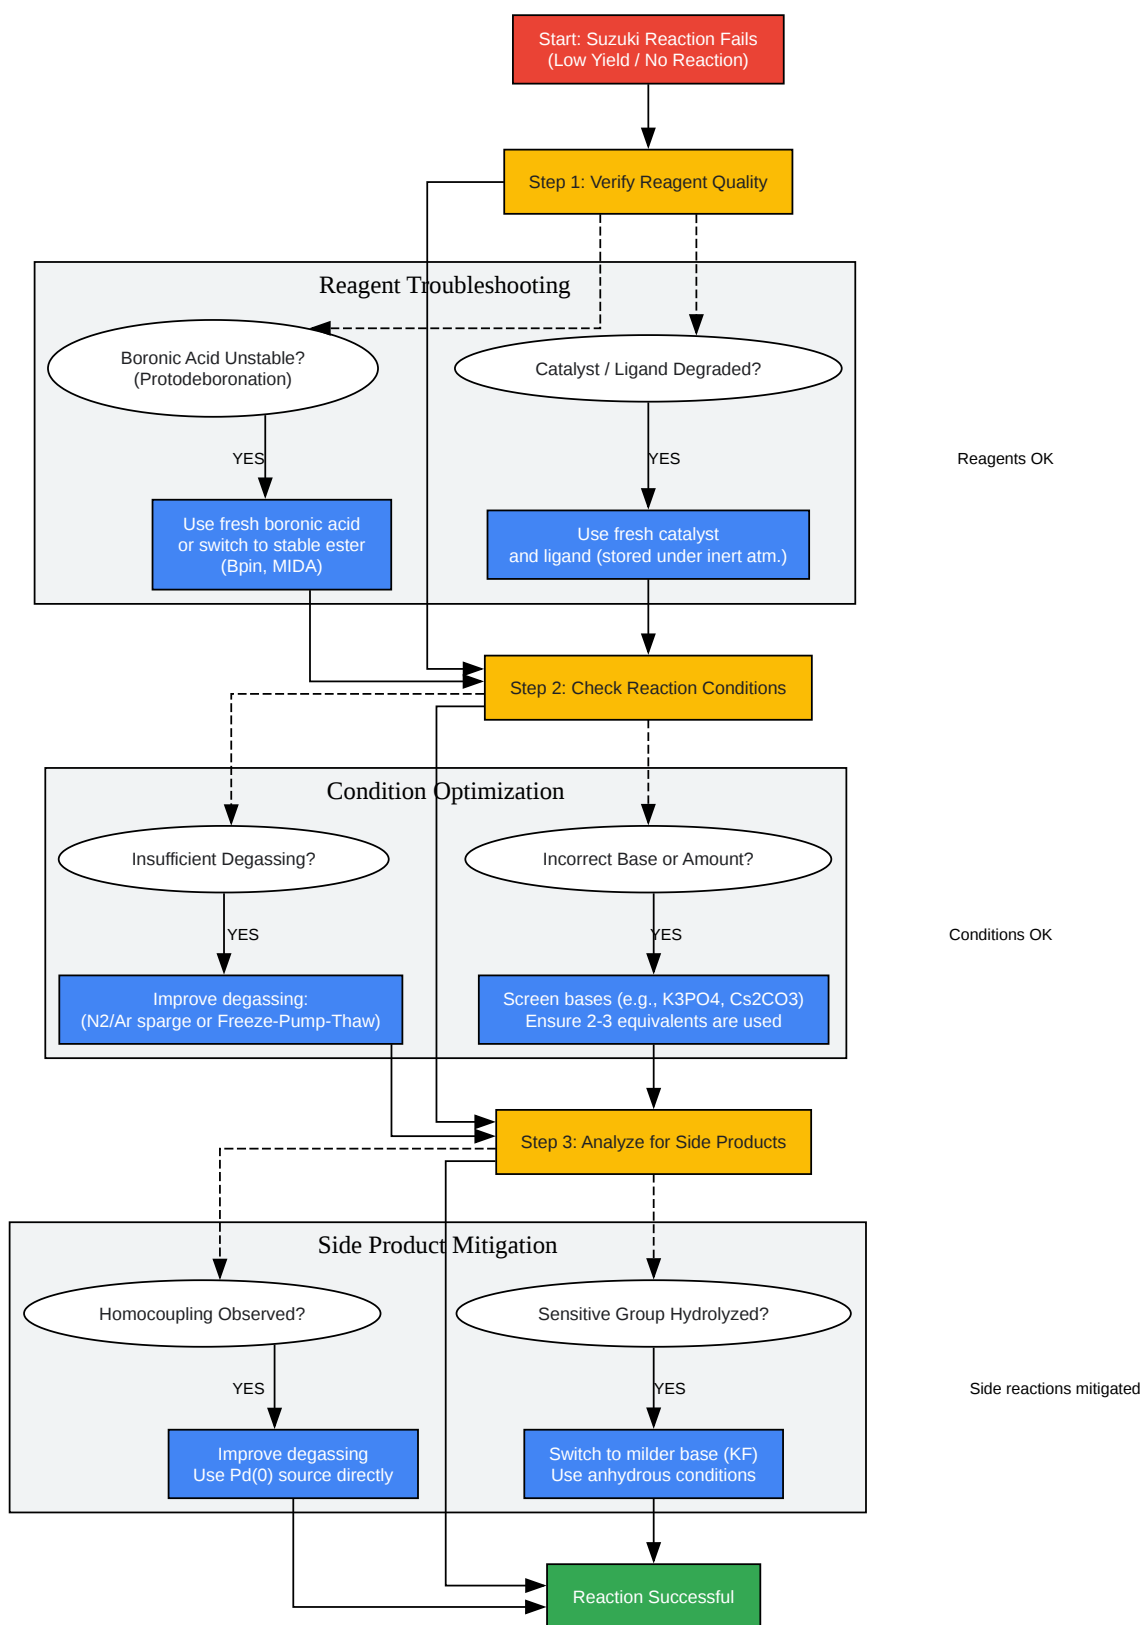 Start: Suzuki Reaction Fails
(Low Yield / No Reaction)
Step 1: Verify Reagent Quality
Reagent Troubleshooting
Boronic Acid Unstable?
(Protodeboronation)
Catalyst / Ligand Degraded?
YES
YES
Reagents OK
Use fresh boronic acid
or switch to stable ester
(Bpin, MIDA)
Use fresh catalyst
and ligand (stored under inert atm.)
Step 2: Check Reaction Conditions
Condition Optimization
Insufficient Degassing?
Incorrect Base or Amount?
YES
YES
Conditions OK
Improve degassing:
(N2/Ar sparge or Freeze-Pump-Thaw)
Screen bases (e.g., K3PO4, Cs2CO3)
Ensure 2-3 equivalents are used
Step 3: Analyze for Side Products
Side Product Mitigation
Homocoupling Observed?
Sensitive Group Hydrolyzed?
YES
YES
Side reactions mitigated
Improve degassing
Use Pd(0) source directly
Switch to milder base (KF)
Use anhydrous conditions
Reaction Successful